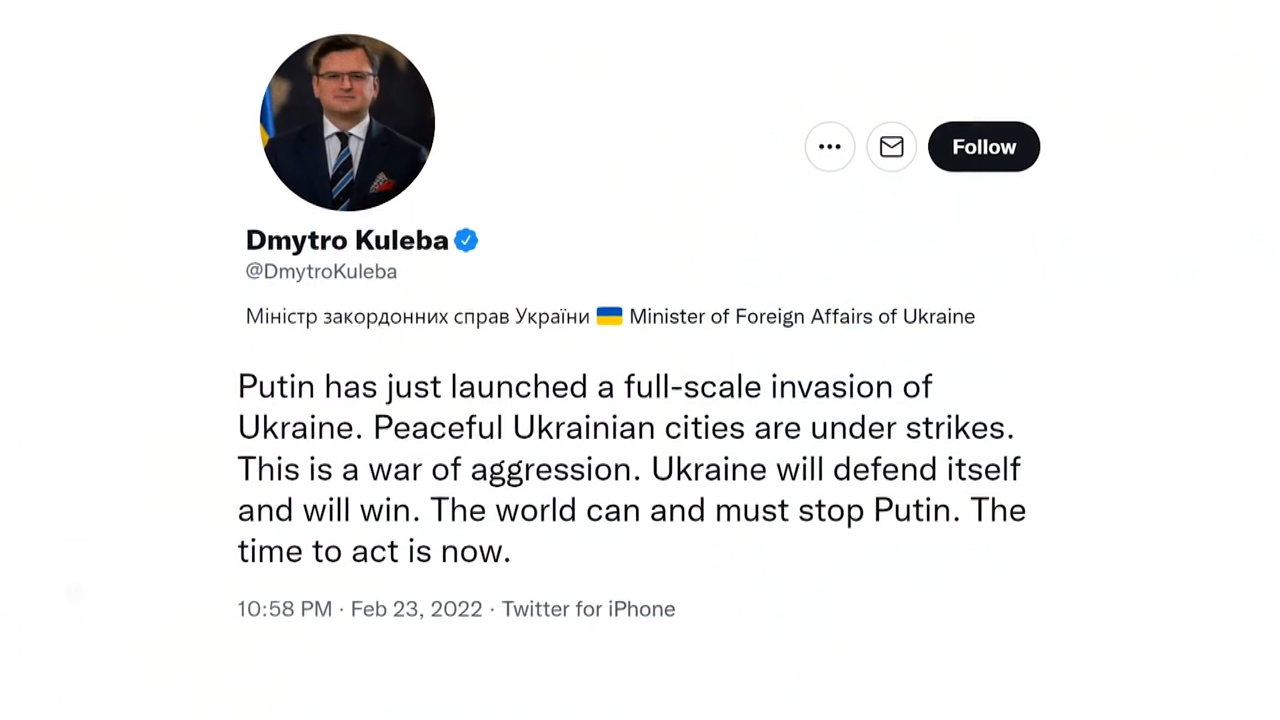 Follow
Dmytro Kuleba
@DmytroKuleba
Міністр закордонних справ України 🇺🇦 Minister of Foreign Affairs of Ukraine
Putin has just launched a full-scale invasion of
Ukraine. Peaceful Ukrainian cities are under strikes.
This is a war of aggression. Ukraine will defend itself
and will win. The world can and must stop Putin. The
time to act is now.
10:58 PM · Feb 23, 2022 · Twitter for iPhone